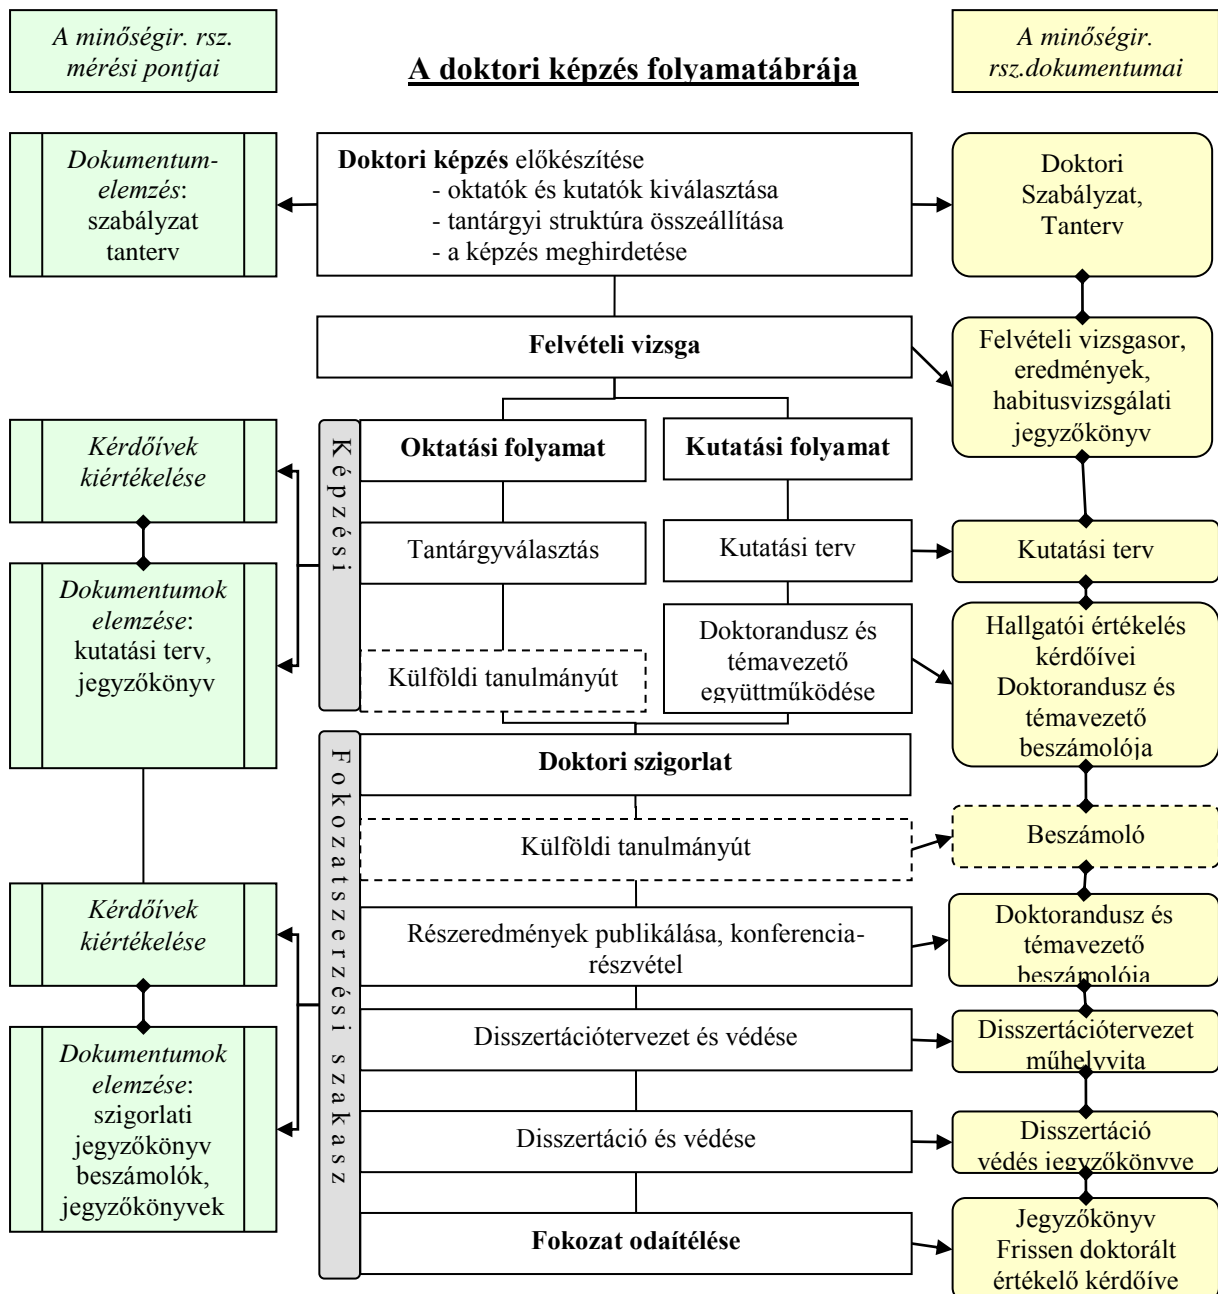 A minőségir. rsz.
mérési pontjai
A doktori képzés folyamatábrája
A minőségir.
rsz.dokumentumai
Dokumentum-
elemzés:
szabályzat
tanterv
Doktori képzés előkészítése
- oktatók és kutatók kiválasztása
- tantárgyi struktúra összeállítása
- a képzés meghirdetése
Doktori
Szabályzat,
Tanterv
Felvételi vizsga
Felvételi vizsgasor,
eredmények,
habitusvizsgálati
jegyzőkönyv
Képzési
Oktatási folyamat
Kutatási folyamat
Kérdőívek
kiértékelése
Tantárgyválasztás
Kutatási terv
Kutatási terv
Dokumentumok
elemzése:
kutatási terv,
jegyzőkönyv
Külföldi tanulmányút
Doktorandusz és
témavezető
együttműködése
Hallgatói értékelés
kérdőívei
Doktorandusz és
témavezető
beszámolója
Fokozatszerzési szakasz
Doktori szigorlat
Külföldi tanulmányút
Beszámoló
Kérdőívek
kiértékelése
Részeredmények publikálása, konferencia-
részvétel
Doktorandusz és
témavezető
beszámolója
Disszertációtervezet és védése
Disszertációtervezet
műhelyvita
Dokumentumok
elemzése:
szigorlati
jegyzőkönyv
beszámolók,
jegyzőkönyvek
Disszertáció és védése
Disszertáció
védés jegyzőkönyve
Fokozat odaítélése
Jegyzőkönyv
Frissen doktorált
értékelő kérdőíve